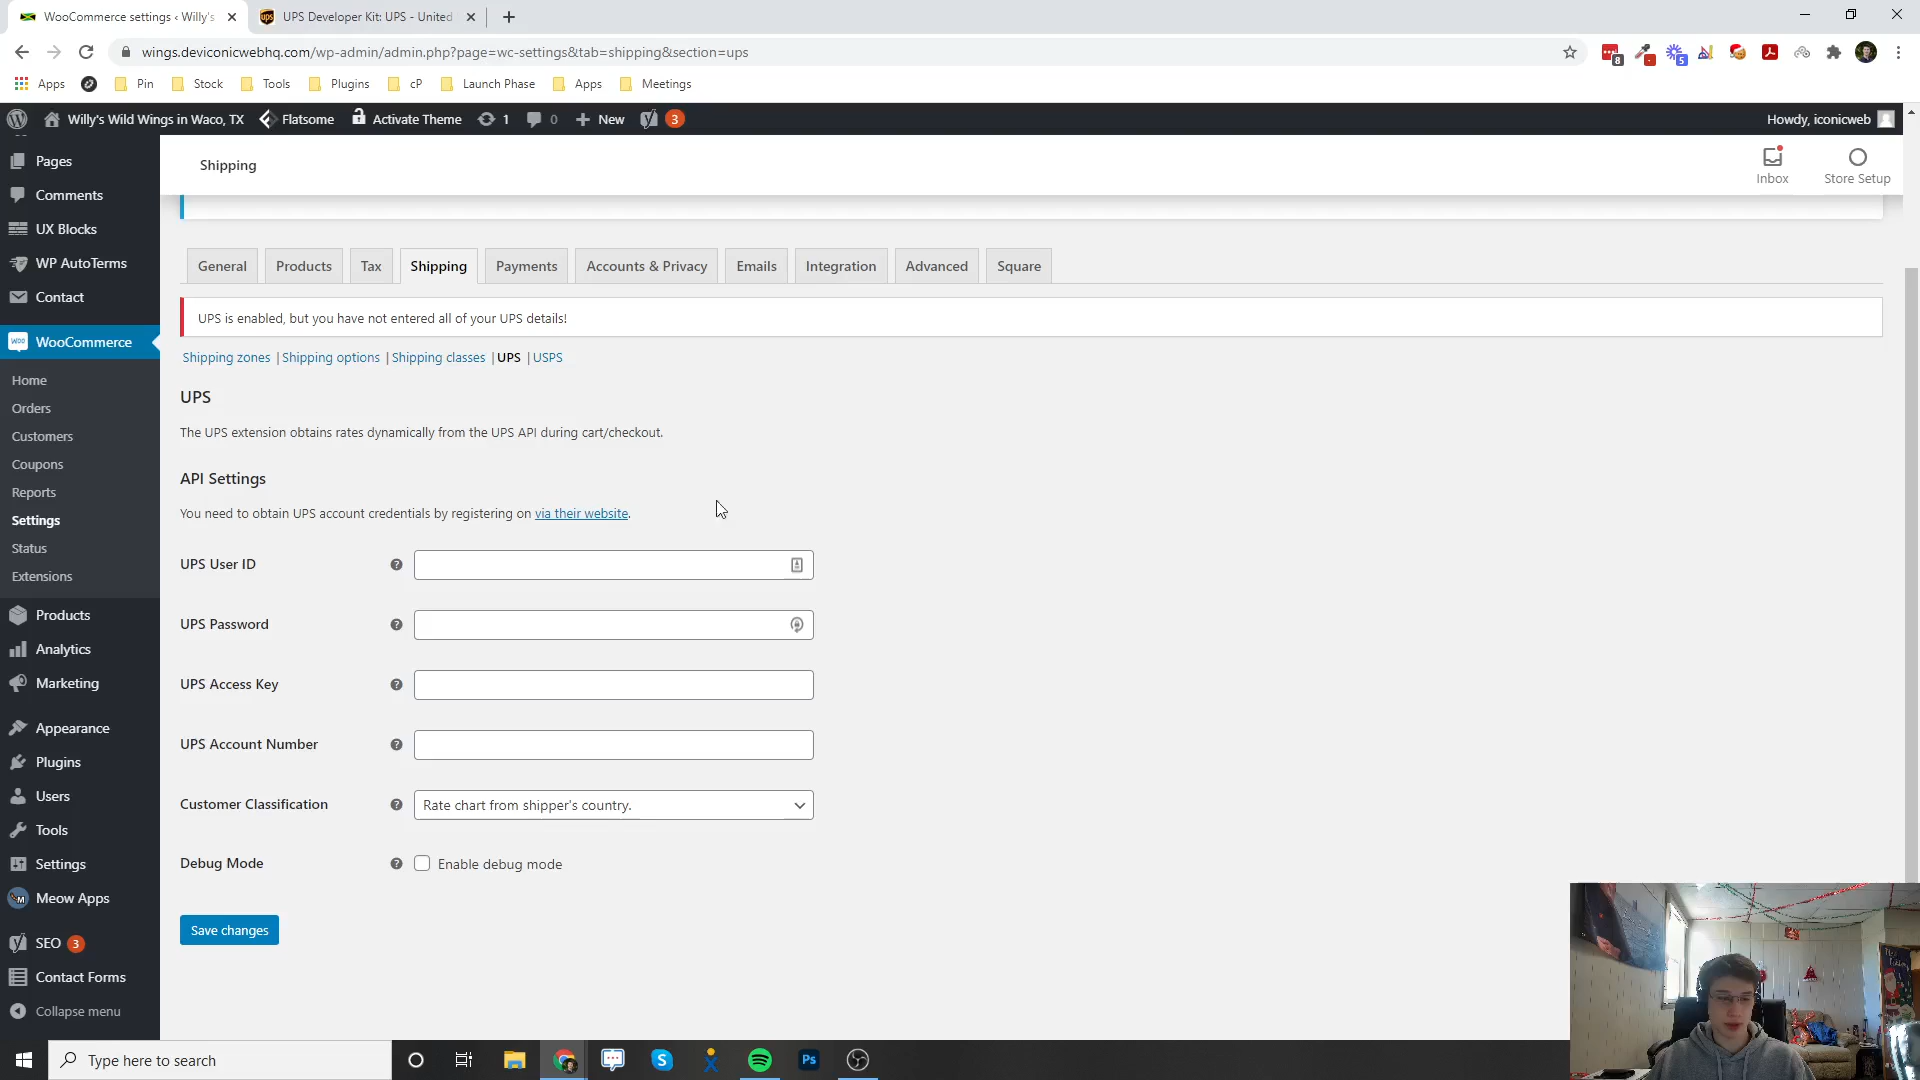 WooCommerce settings ‹ Willy's
UPS Developer Kit: UPS - United
wings.deviconicwebhq.com/wp-admin/admin.php?page=wc-settings&tab=shipping&section=ups
8
5
Apps
Pin
Stock
Tools
Plugins
cP
Launch Phase
Apps
Meetings
Willy's Wild Wings in Waco, TX
Flatsome
Activate Theme
1
0
New
3
Howdy, iconicweb
Pages
Comments
UX Blocks
WP AutoTerms
Contact
WooCommerce
Home
Orders
Customers
Coupons
Reports
Settings
Status
Extensions
Products
Analytics
Marketing
Appearance
Plugins
Users
Tools
Settings
Meow Apps
SEO 3
Contact Forms
Collapse menu
Shipping
Inbox
Store Setup
General
Products
Tax
Shipping
Payments
Accounts & Privacy
Emails
Integration
Advanced
Square
UPS is enabled, but you have not entered all of your UPS details!
Shipping zones | Shipping options | Shipping classes | UPS | USPS
UPS
The UPS extension obtains rates dynamically from the UPS API during cart/checkout.
API Settings
You need to obtain UPS account credentials by registering on via their website.
UPS User ID
UPS Password
UPS Access Key
UPS Account Number
Customer Classification
Rate chart from shipper's country.
Debug Mode
Enable debug mode
Save changes
Type here to search
S
Ps